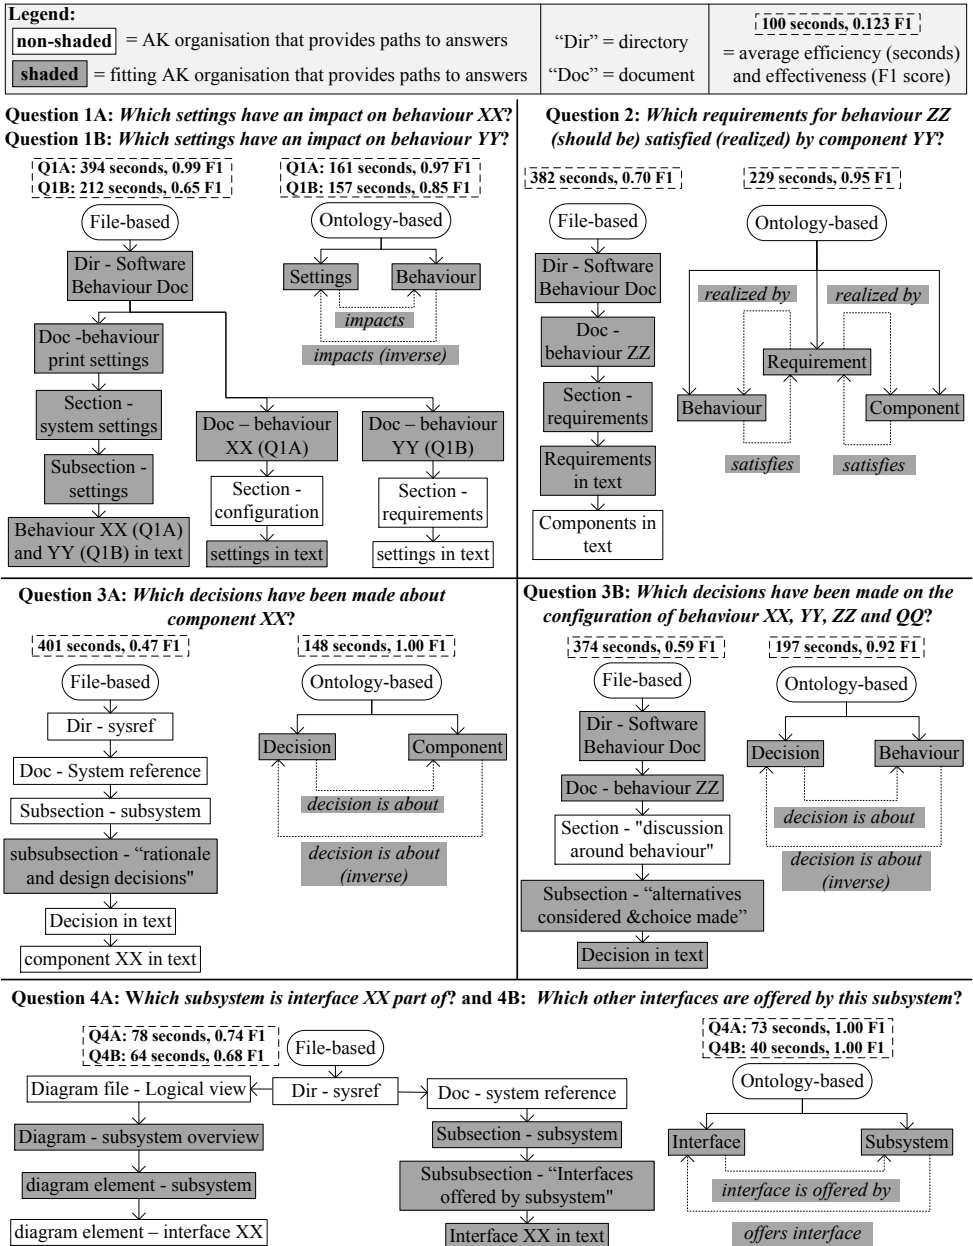 Legend:
non-shaded = AK organisation that provides paths to answers
shaded = fitting AK organisation that provides paths to answers
“Dir” = directory
“Doc” = document
100 seconds, 0.123 F1
= average efficiency (seconds)
and effectiveness (F1 score)
Question 1A: Which settings have an impact on behaviour XX?
Question 1B: Which settings have an impact on behaviour YY?
Q1A: 394 seconds, 0.99 F1
Q1B: 212 seconds, 0.65 F1
File-based
Dir - Software
Behaviour Doc
Doc -behaviour
print settings
Section -
system settings
Subsection -
settings
Behaviour XX (Q1A)
and YY (Q1B) in text
Doc – behaviour
XX (Q1A)
Section -
configuration
settings in text
Doc – behaviour
YY (Q1B)
Section -
requirements
settings in text
Q1A: 161 seconds, 0.97 F1
Q1B: 157 seconds, 0.85 F1
Ontology-based
Settings
Behaviour
impacts
impacts (inverse)
Question 2: Which requirements for behaviour ZZ
(should be) satisfied (realized) by component YY?
382 seconds, 0.70 F1
File-based
Dir - Software
Behaviour Doc
Doc -
behaviour ZZ
Section -
requirements
Requirements
in text
Components in
text
229 seconds, 0.95 F1
Ontology-based
realized by
realized by
Requirement
Behaviour
Component
satisfies
satisfies
Question 3A: Which decisions have been made about
component XX?
401 seconds, 0.47 F1
File-based
Dir - sysref
Doc - System reference
Subsection - subsystem
subsubsection - “rationale
and design decisions"
Decision in text
component XX in text
148 seconds, 1.00 F1
Ontology-based
Decision
Component
decision is about
decision is about
(inverse)
Question 3B: Which decisions have been made on the
configuration of behaviour XX, YY, ZZ and QQ?
374 seconds, 0.59 F1
File-based
Dir - Software
Behaviour Doc
Doc - behaviour ZZ
Section - "discussion
around behaviour"
Subsection - “alternatives
considered &choice made”
Decision in text
197 seconds, 0.92 F1
Ontology-based
Decision
Behaviour
decision is about
decision is about
(inverse)
Question 4A: Which subsystem is interface XX part of? and 4B: Which other interfaces are offered by this subsystem?
Q4A: 78 seconds, 0.74 F1
Q4B: 64 seconds, 0.68 F1
File-based
Dir - sysref
Diagram file - Logical view
Diagram - subsystem overview
diagram element - subsystem
diagram element – interface XX
Doc - system reference
Subsection - subsystem
Subsubsection - “Interfaces
offered by subsystem"
Interface XX in text
Q4A: 73 seconds, 1.00 F1
Q4B: 40 seconds, 1.00 F1
Ontology-based
Interface
Subsystem
interface is offered by
offers interface